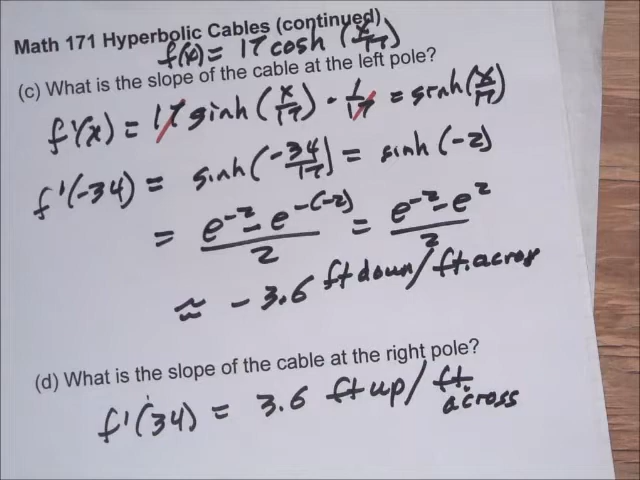 Math 171 Hyperbolic Cables (continued)
f(x) = 17 cosh (x/17)
(c) What is the slope of the cable at the left pole?
f'(x) = 17 sinh (x/17) · 1/17 = sinh(x/17)
f'(-34) = sinh(-34/17) = sinh (-2)
= (e^-2 - e^-(-2))/2 = (e^-2 - e^2)/2
≈ -3.6 ft down/ft. across
(d) What is the slope of the cable at the right pole?
f'(34) = 3.6 ft up/ft across